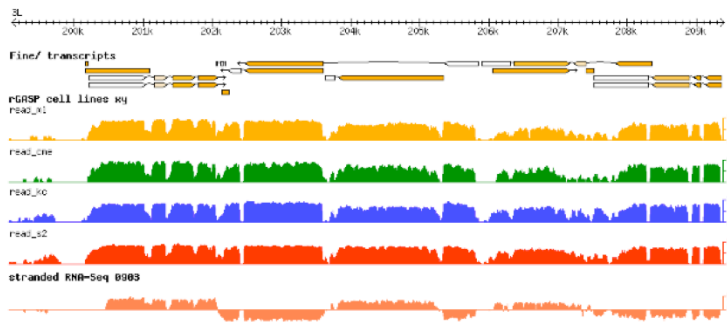 3L
200k 201k 202k 203k 204k 205k 206k 207k 208k 209k
Fine/ transcripts
rGASP cell lines xy
read_ml
read_cme
read_kc
read_s2
stranded RNA-Seq 0903